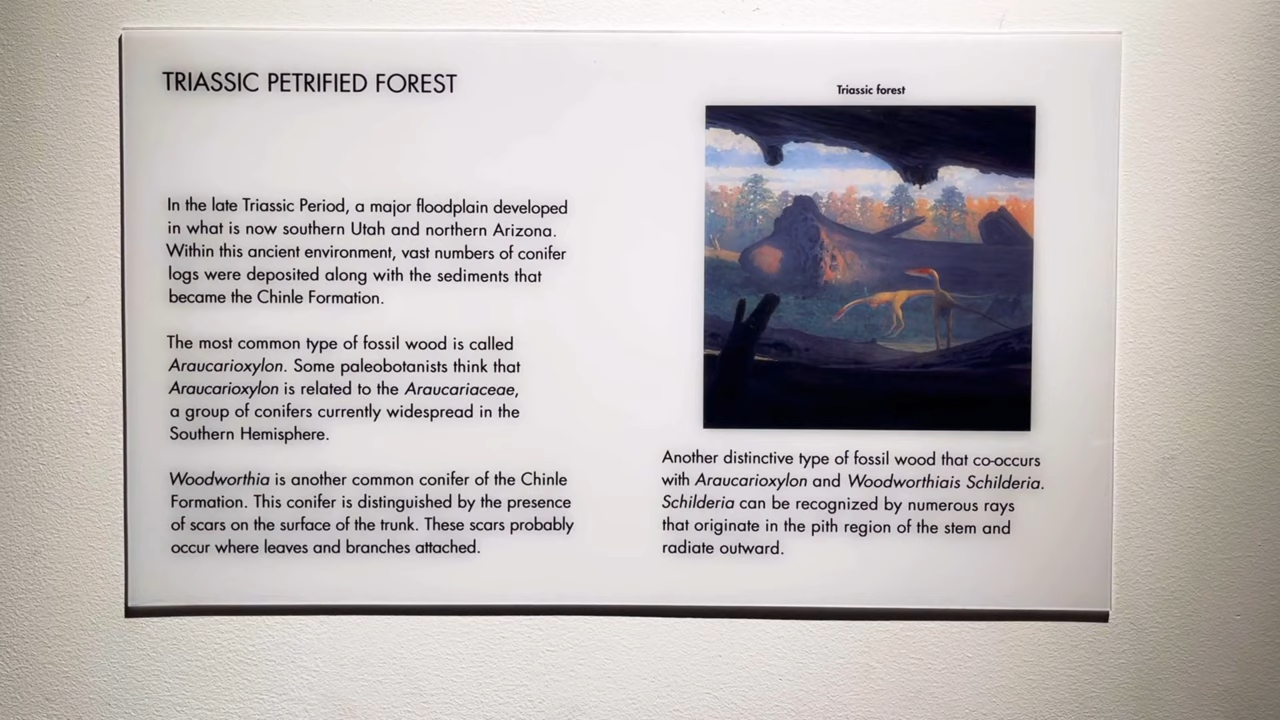 TRIASSIC PETRIFIED FOREST
In the late Triassic Period, a major floodplain developed
in what is now southern Utah and northern Arizona.
Within this ancient environment, vast numbers of conifer
logs were deposited along with the sediments that
became the Chinle Formation.
The most common type of fossil wood is called
Araucarioxylon. Some paleobotanists think that
Araucarioxylon is related to the Araucariaceae,
a group of conifers currently widespread in the
Southern Hemisphere.
Woodworthia is another common conifer of the Chinle
Formation. This conifer is distinguished by the presence
of scars on the surface of the trunk. These scars probably
occur where leaves and branches attached.
Triassic forest
Another distinctive type of fossil wood that co-occurs
with Araucarioxylon and Woodworthiais Schilderia.
Schilderia can be recognized by numerous rays
that originate in the pith region of the stem and
radiate outward.